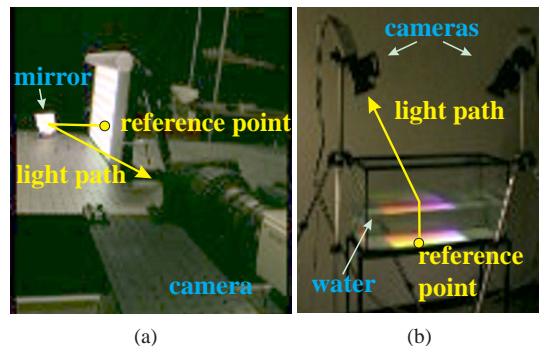 mirror
reference point
light path
camera
(a)
cameras
light path
water
reference
point
(b)